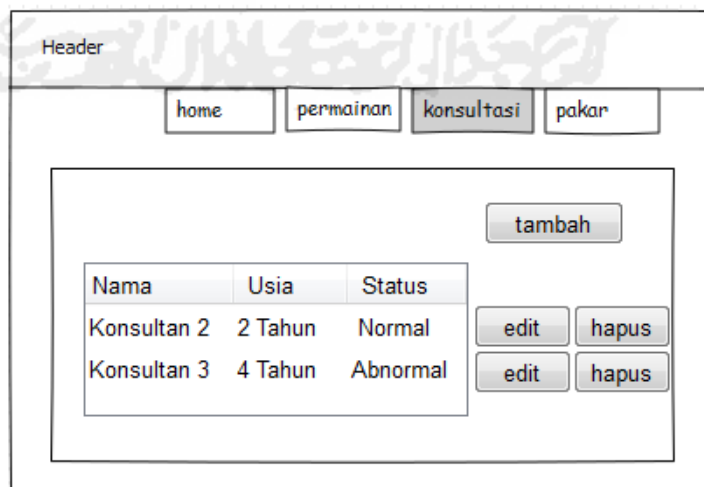 Header
home permainan konsultasi pakar
tambah
Nama Usia Status
Konsultan 2 2 Tahun Normal edit hapus
Konsultan 3 4 Tahun Abnormal edit hapus